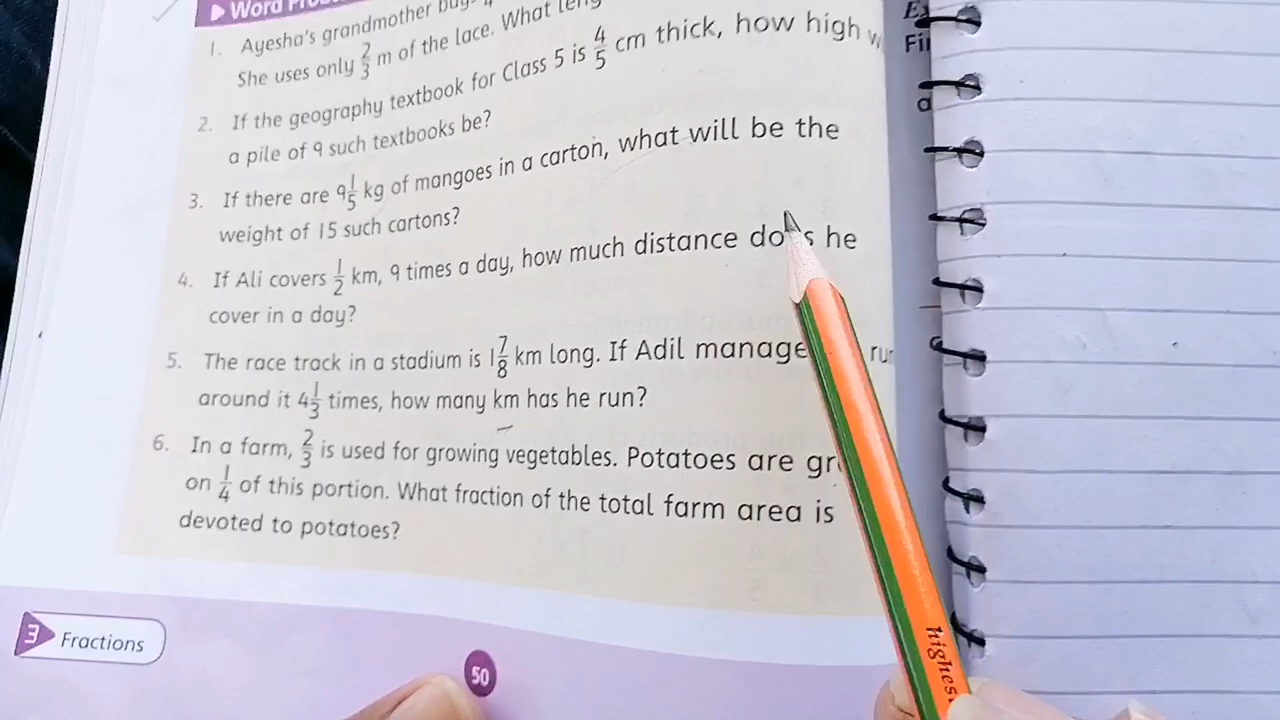 Word
1. Ayesha's grandmother
She uses only 2/3 m of the lace. What
2. If the geography textbook for Class 5 is 4/5 cm thick, how high
a pile of 9 such textbooks be?
3. If there are 9 1/5 kg of mangoes in a carton, what will be the
weight of 15 such cartons?
4. If Ali covers 1/2 km, 9 times a day, how much distance does he
cover in a day?
5. The race track in a stadium is 1 7/8 km long. If Adil
around it 4 1/3 times, how many km has he run?
6. In a farm, 2/3 is used for growing vegetables. Potatoes are
on 1/4 of this portion. What fraction of the total farm area is
devoted to potatoes?
3 Fractions
50